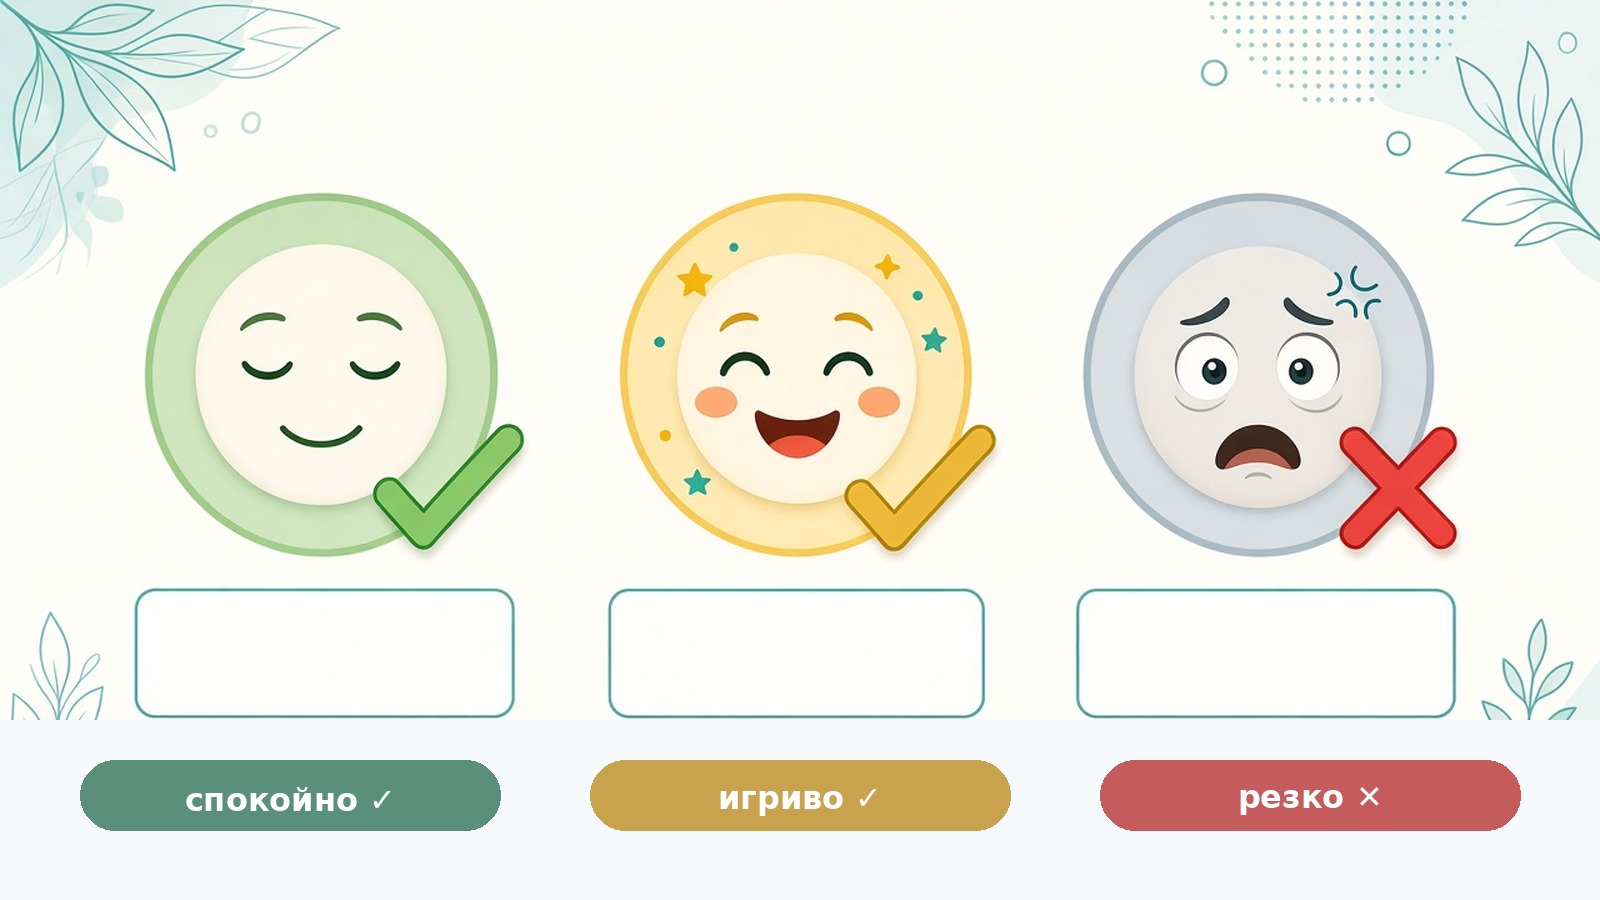 спокойно ✓
игриво ✓
резко ✕